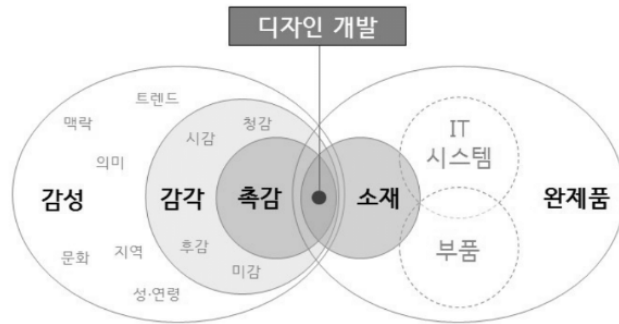 디자인 개발
트렌드
맥락
청감
시감
의미
IT
시스템
감성
감각
촉감
소재
완제품
문화
지역
후감
미감
부품
성·연령